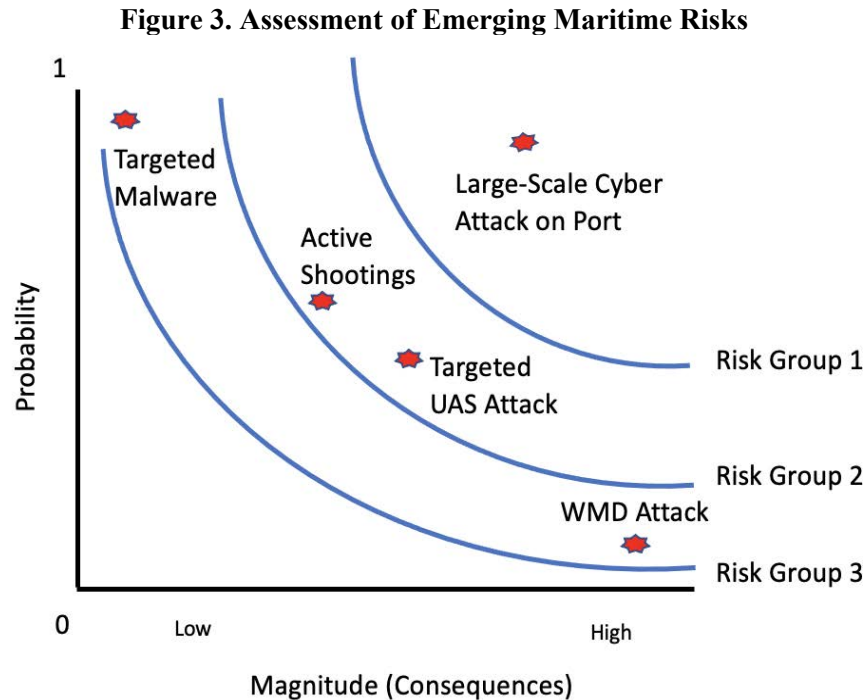 Figure 3. Assessment of Emerging Maritime Risks
1
Targeted
Malware
Large-Scale Cyber
Attack on Port
Active
Shootings
Probability
Targeted
UAS Attack
Risk Group 1
Risk Group 2
WMD Attack
Risk Group 3
0
Low
High
Magnitude (Consequences)